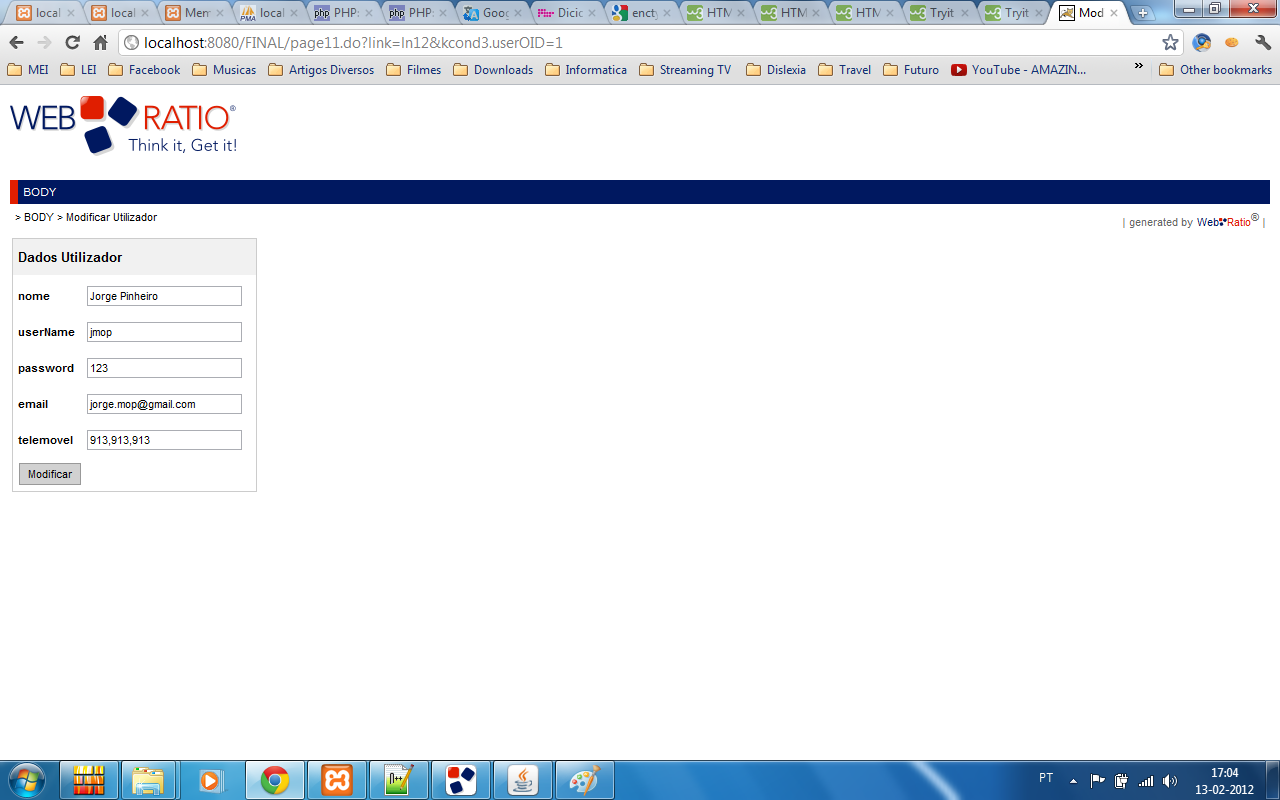 local
local
Mem
local
PHP:
PHP:
Goog
Dicic
encty
HTM
HTM
HTM
Tryit
Tryit
Mod
localhost:8080/FINAL/page11.do?link=ln12&kcond3.userOID=1
MEI LEI Facebook Musicas Artigos Diversos Filmes Downloads Informatica Streaming TV Dislexia Travel Futuro YouTube - AMAZIN... » Other bookmarks
WEB RATIO®
Think it, Get it!
BODY
> BODY > Modificar Utilizador
| generated by WebRatio® |
Dados Utilizador
nome Jorge Pinheiro
userName jmop
password 123
email jorge.mop@gmail.com
telemovel 913,913,913
Modificar
PT
17:04
13-02-2012